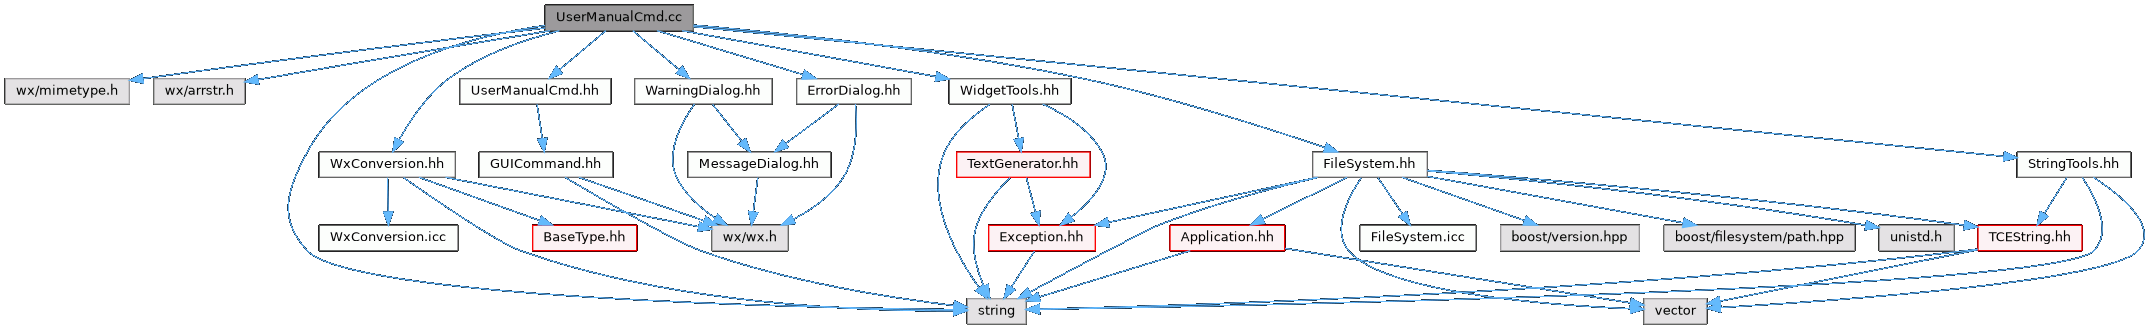 UserManualCmd.cc
wx/mimetype.h
wx/arrstr.h
UserManualCmd.hh
WarningDialog.hh
ErrorDialog.hh
WidgetTools.hh
WxConversion.hh
GUICommand.hh
MessageDialog.hh
TextGenerator.hh
FileSystem.hh
StringTools.hh
WxConversion.icc
BaseType.hh
wx/wx.h
Exception.hh
Application.hh
FileSystem.icc
boost/version.hpp
boost/filesystem/path.hpp
unistd.h
TCEString.hh
string
vector